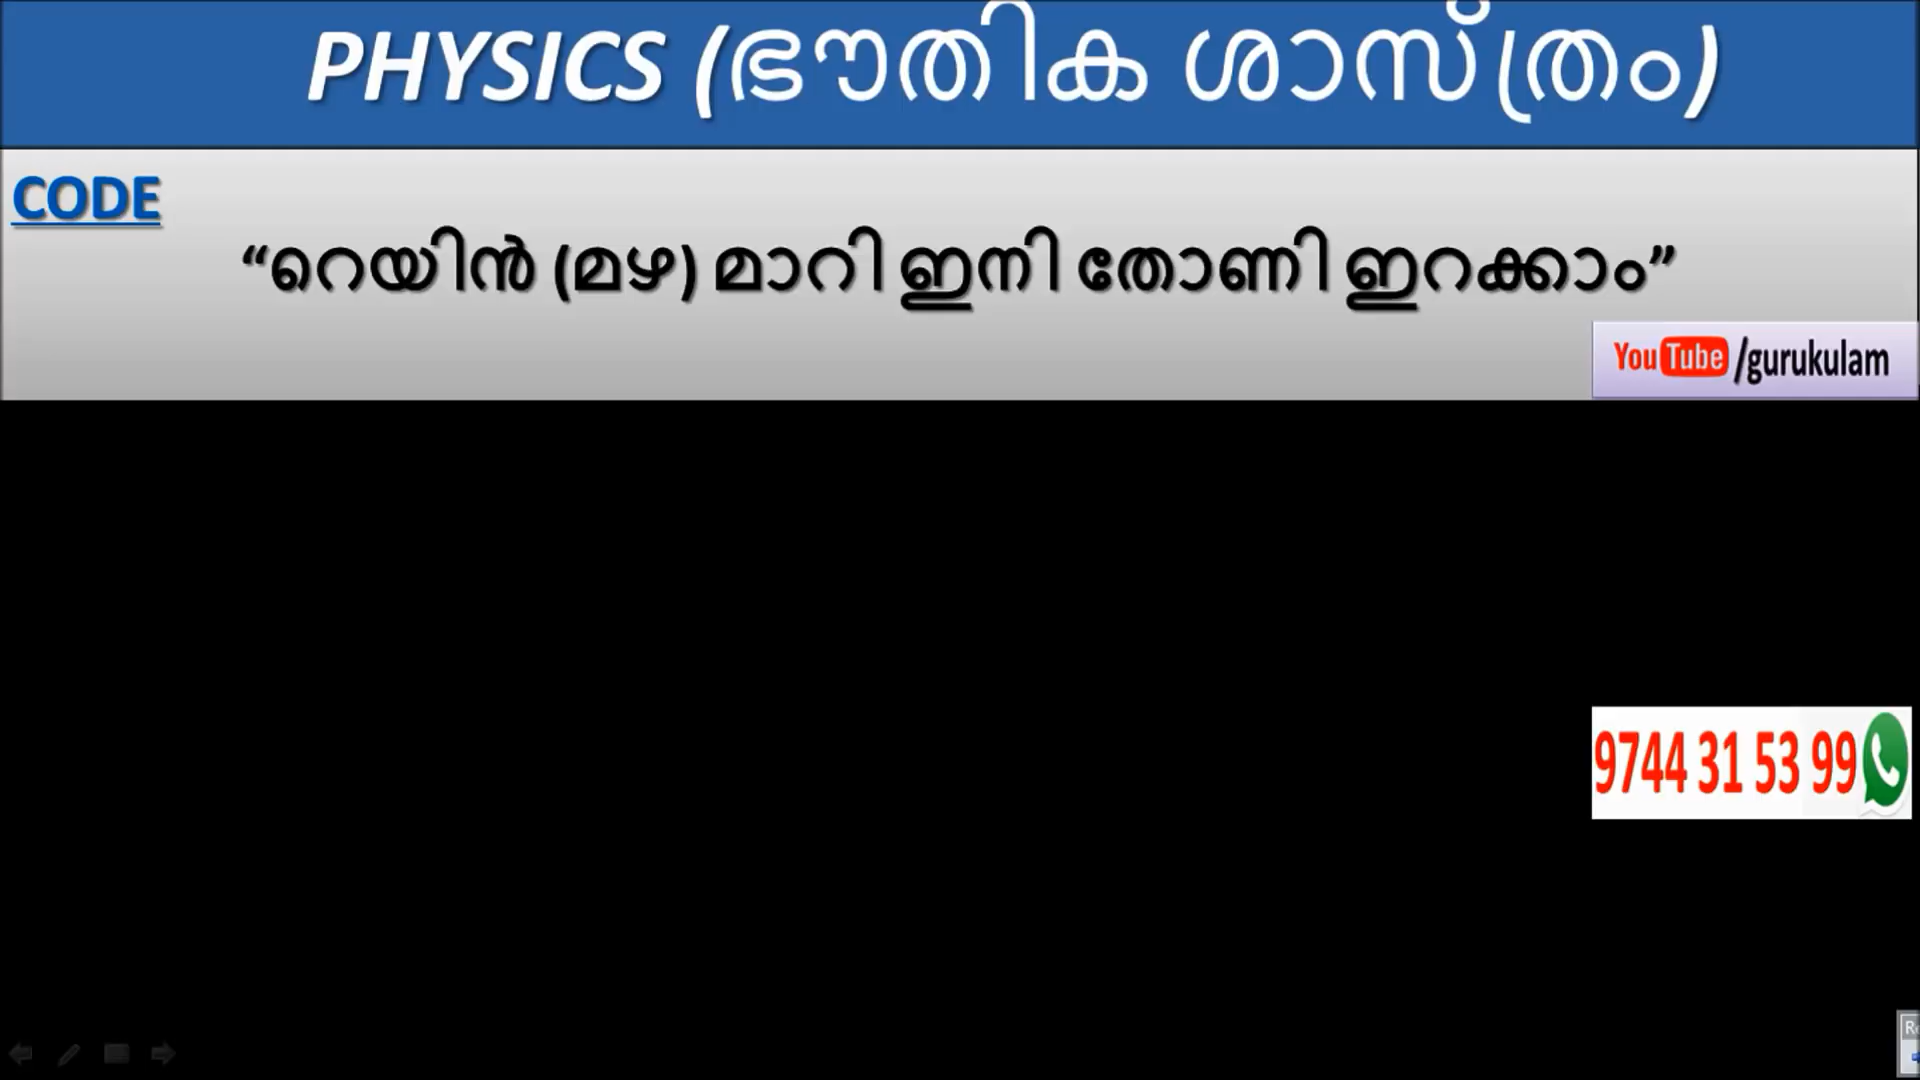 PHYSICS (ഭൗതിക ശാസ്ത്രം)
CODE
“റെയിൻ (മഴ) മാറി ഇനി തോണി ഇറക്കാം”
YouTube /gurukulam
9744 31 53 99